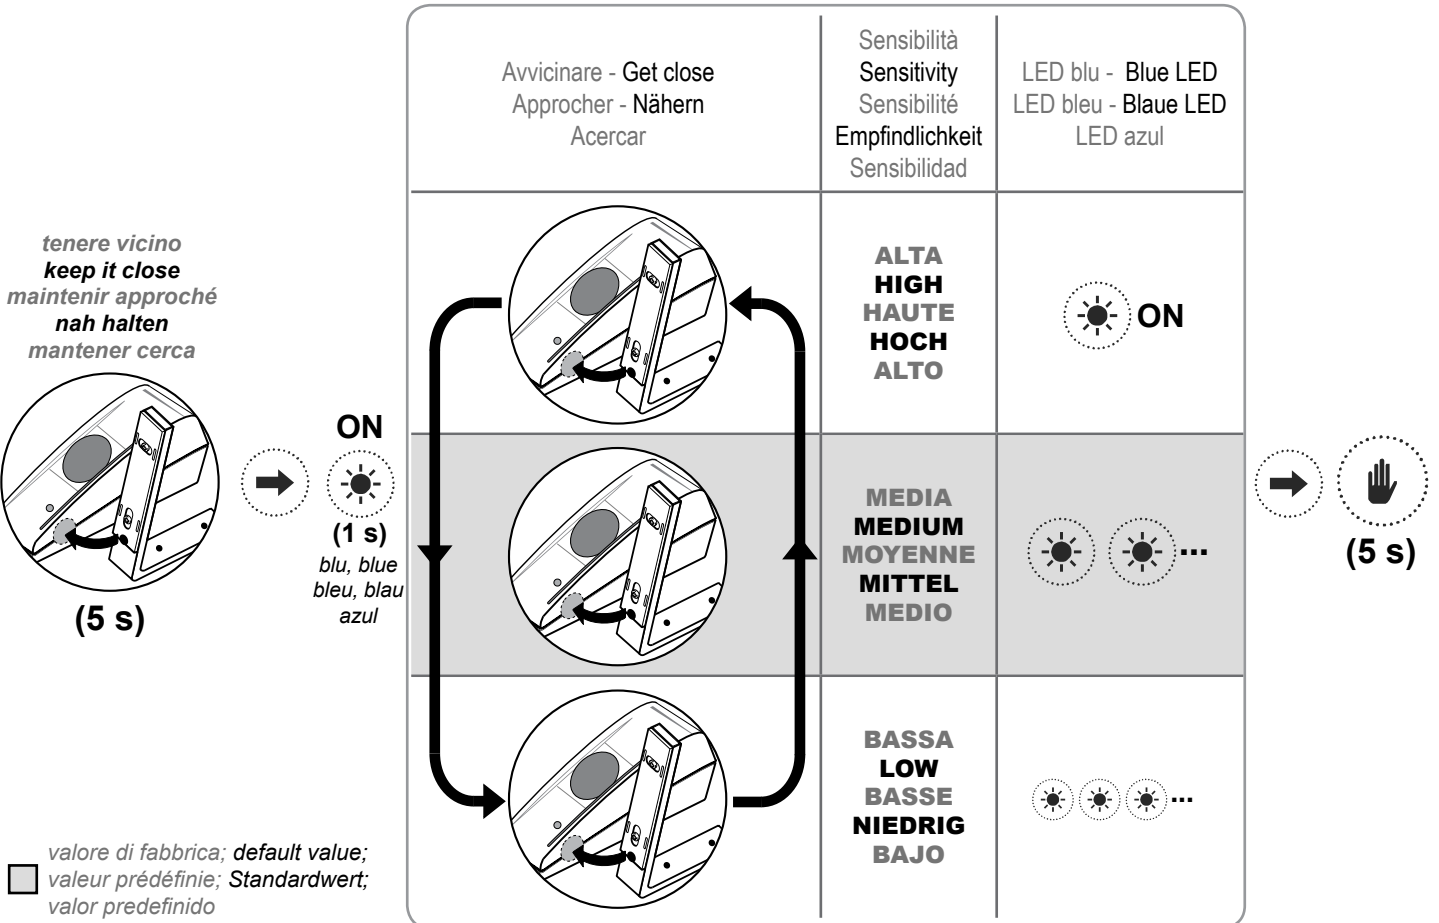 Avvicinare - Get close
Approcher - Nähern
Acercar
Sensibilità
Sensitivity
Sensibilité
Empfindlichkeit
Sensibilidad
LED blu - Blue LED
LED bleu - Blaue LED
LED azul
tenere vicino
keep it close
maintenir approché
nah halten
mantener cerca
(5 s)
ON
(1 s)
blu, blue
bleu, blau
azul
ALTA
HIGH
HAUTE
HOCH
ALTO
ON
MEDIA
MEDIUM
MOYENNE
MITTEL
MEDIO
...
BASSA
LOW
BASSE
NIEDRIG
BAJO
...
(5 s)
valore di fabbrica; default value;
valeur prédéfinie; Standardwert;
valor predefinido